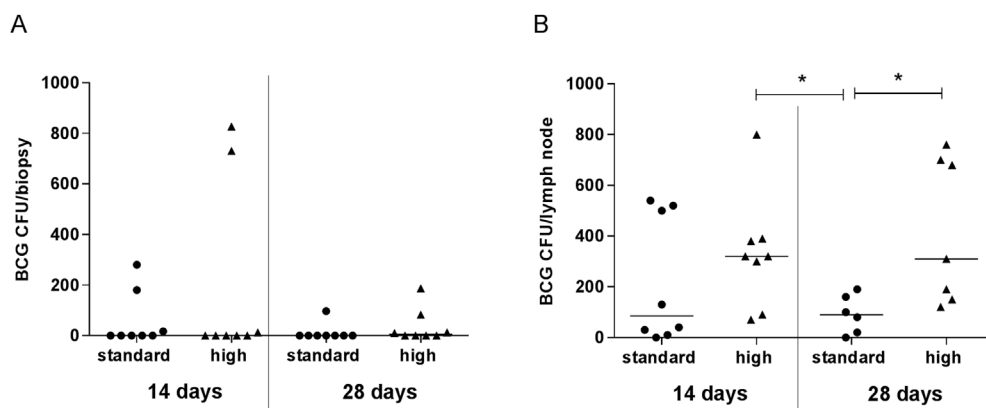 A
BCG CFU/biopsy
1000
800
600
400
200
0
standard high standard high
14 days 28 days
B
BCG CFU/lymph node
1000
800
600
400
200
0
* *
standard high standard high
14 days 28 days